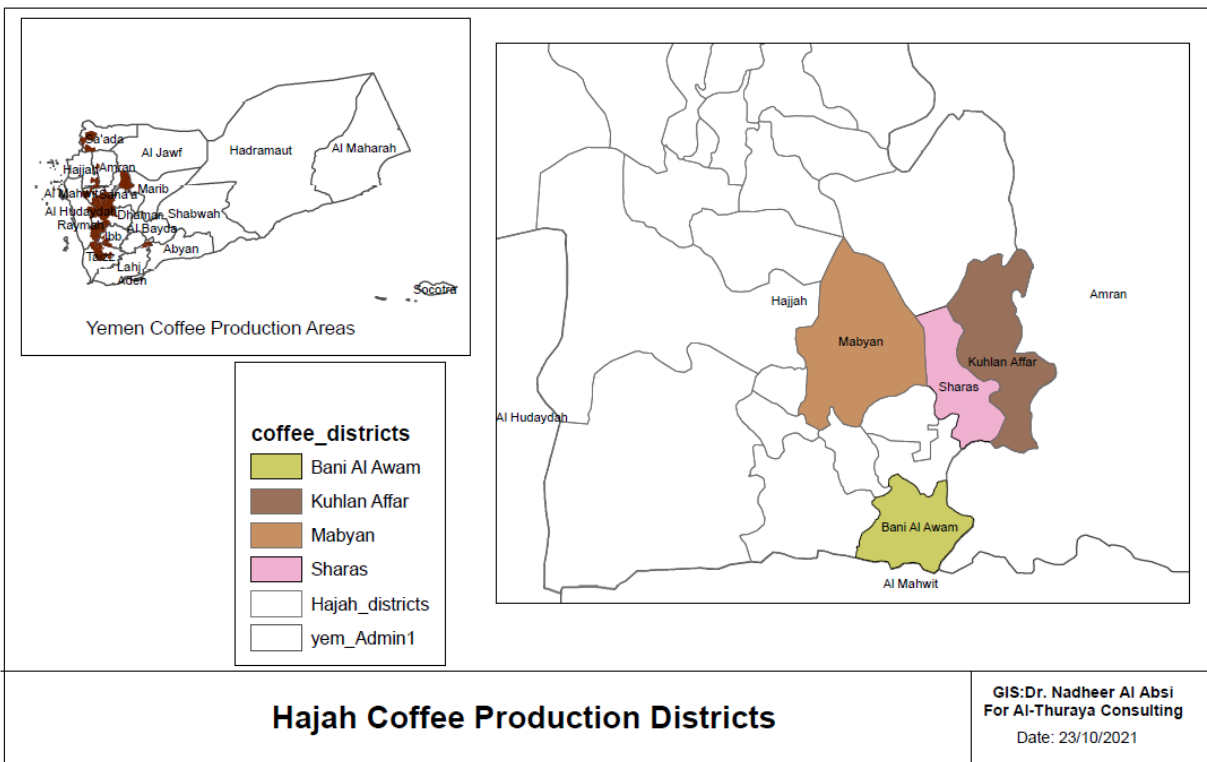 Sa'ada
Al Jawf
Hadramaut
Al Maharah
Hajjah
Amran
Marib
Al Mahwit
Sana'a
Al Hudaydah
Dhamar
Shabwah
Raymah
Al Bayda
Ibb
Abyan
Taizz
Lahj
Aden
Socotra
Yemen Coffee Production Areas
coffee_districts
Bani Al Awam
Kuhlan Affar
Mabyan
Sharas
Hajah_districts
yem_Admin1
Hajjah
Amran
Mabyan
Kuhlan Affar
Sharas
Al Hudaydah
Bani Al Awam
Al Mahwit
Hajah Coffee Production Districts
GIS:Dr. Nadheer Al Absi
For Al-Thuraya Consulting
Date: 23/10/2021